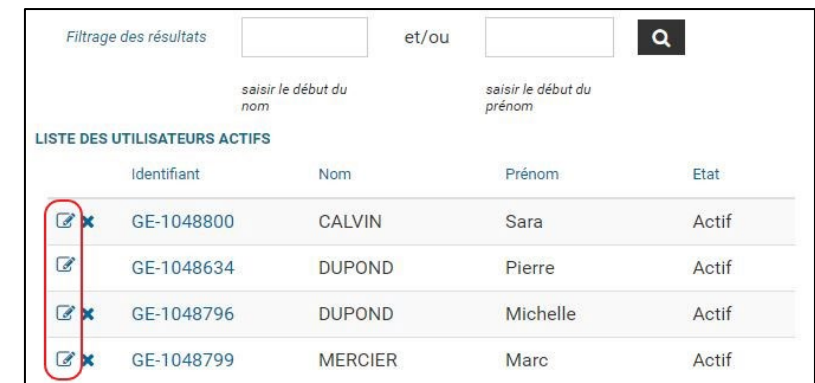 Filtrage des résultats et/ou
saisir le début du nom
saisir le début du prénom
LISTE DES UTILISATEURS ACTIFS
Identifiant Nom Prénom Etat
GE-1048800 CALVIN Sara Actif
GE-1048634 DUPOND Pierre Actif
GE-1048796 DUPOND Michelle Actif
GE-1048799 MERCIER Marc Actif